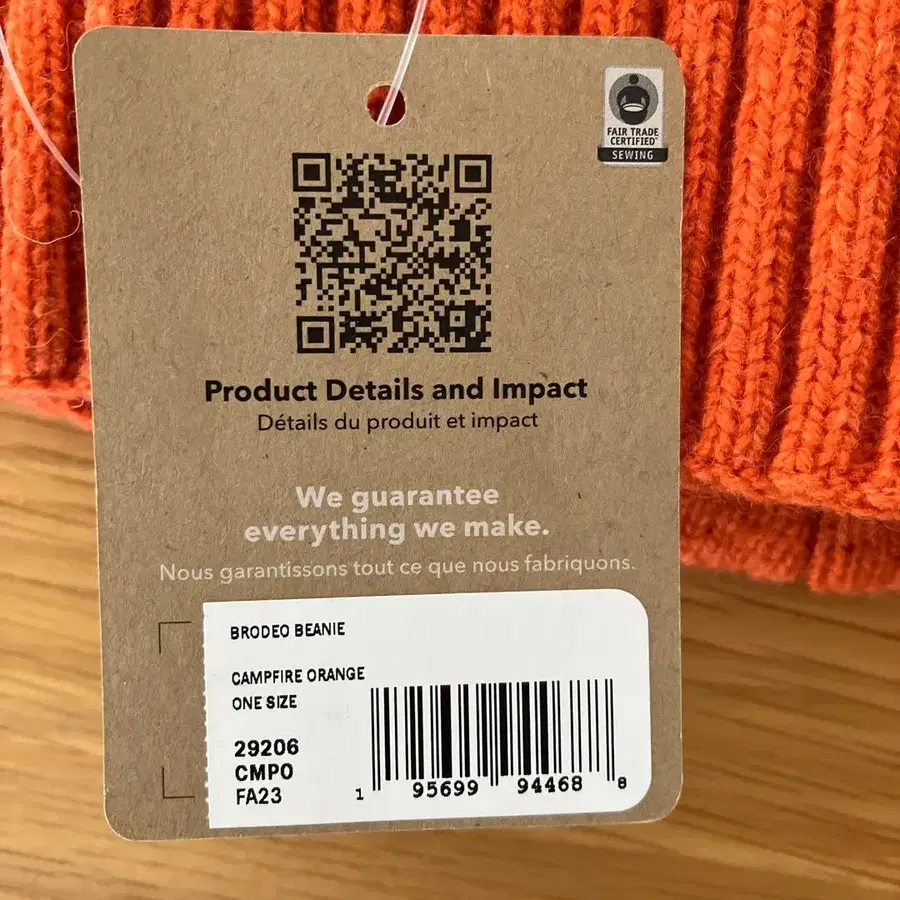 FAIR TRADE
CERTIFIED
SEWING
Product Details and Impact
Détails du produit et impact
We guarantee
everything we make.
Nous garantissons tout ce que nous fabriquons.
BRODEO BEANIE
CAMPFIRE ORANGE
ONE SIZE
29206
CMPO
FA23
1 95699 94468 8